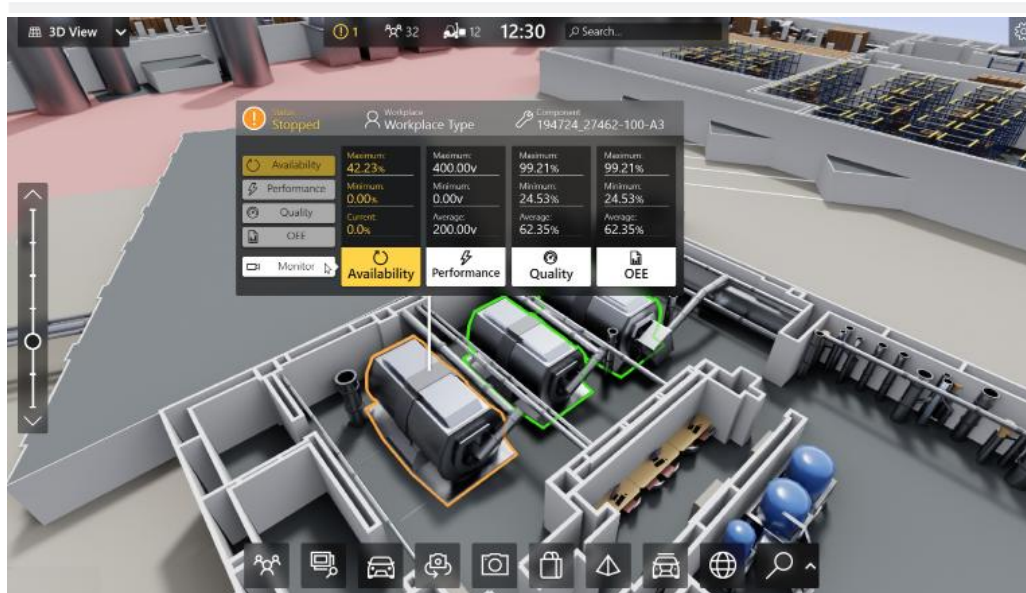 3D View
1
32
12
12:30
Search...
Status
Stopped
Workplace
Workplace Type
Component
194724_27462-100-A3
Availability
Performance
Quality
OEE
Monitor
Maximum:
42.23%
Minimum:
0.00%
Current:
0.0%
Availability
Maximum:
400.00v
Minimum:
0.00v
Average:
200.00v
Performance
Maximum:
99.21%
Minimum:
24.53%
Average:
62.35%
Quality
Maximum:
99.21%
Minimum:
24.53%
Average:
62.35%
OEE